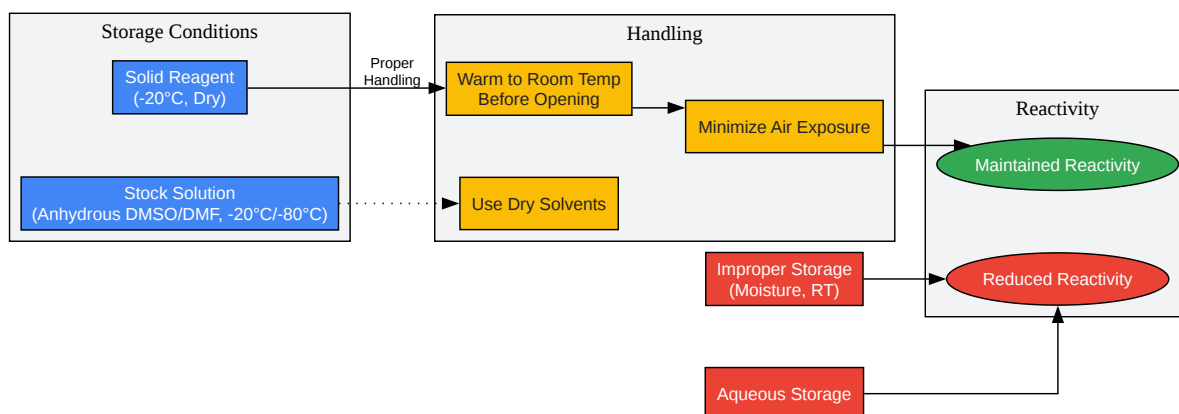 Storage Conditions
Solid Reagent
(-20°C, Dry)
Stock Solution
(Anhydrous DMSO/DMF, -20°C/-80°C)
Proper
Handling
Handling
Warm to Room Temp
Before Opening
Minimize Air Exposure
Use Dry Solvents
Reactivity
Maintained Reactivity
Reduced Reactivity
Improper Storage
(Moisture, RT)
Aqueous Storage